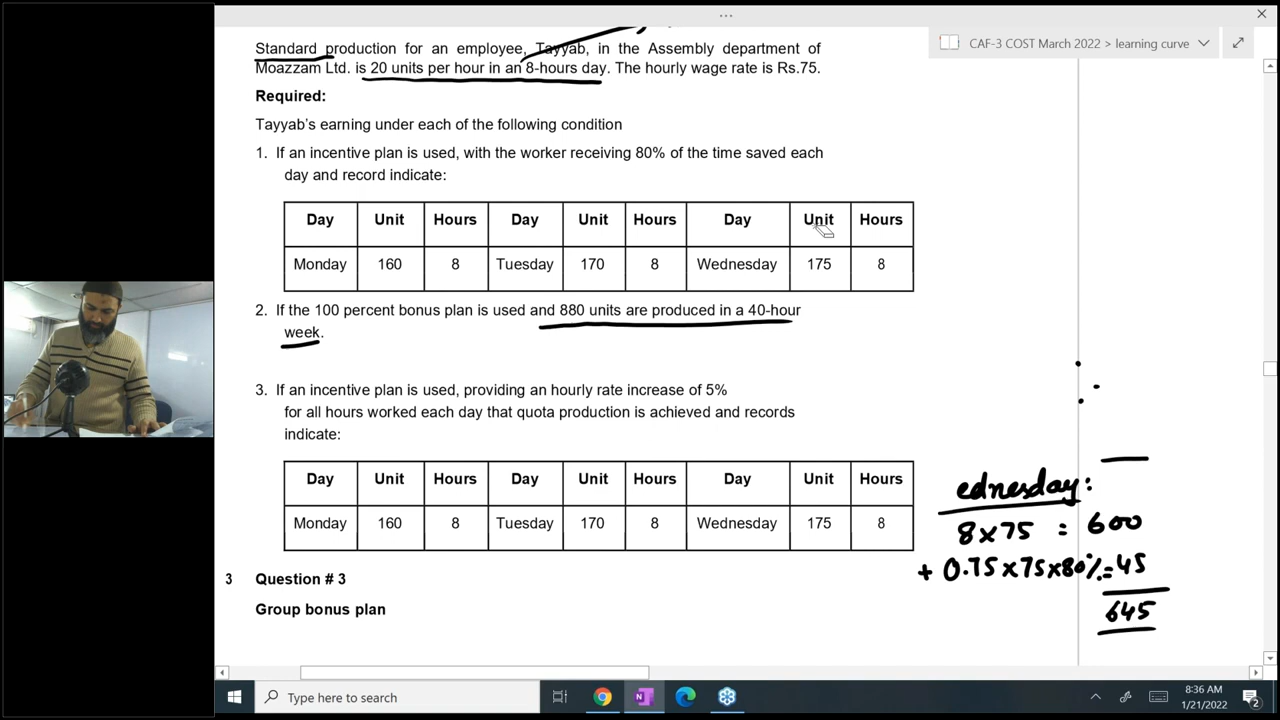 CAF-3 COST March 2022 > learning curve
Standard production for an employee, Tayyab, in the Assembly department of
Moazzam Ltd. is 20 units per hour in an 8-hours day. The hourly wage rate is Rs.75.
Required:
Tayyab's earning under each of the following condition
1. If an incentive plan is used, with the worker receiving 80% of the time saved each
day and record indicate:
Day Unit Hours Day Unit Hours Day Unit Hours
Monday 160 8 Tuesday 170 8 Wednesday 175 8
2. If the 100 percent bonus plan is used and 880 units are produced in a 40-hour
week.
3. If an incentive plan is used, providing an hourly rate increase of 5%
for all hours worked each day that quota production is achieved and records
indicate:
Day Unit Hours Day Unit Hours Day Unit Hours
Monday 160 8 Tuesday 170 8 Wednesday 175 8
ednesday:
8×75 = 600
+ 0.75×75×80%=45
645
3 Question # 3
Group bonus plan
Type here to search
8:36 AM
1/21/2022
2